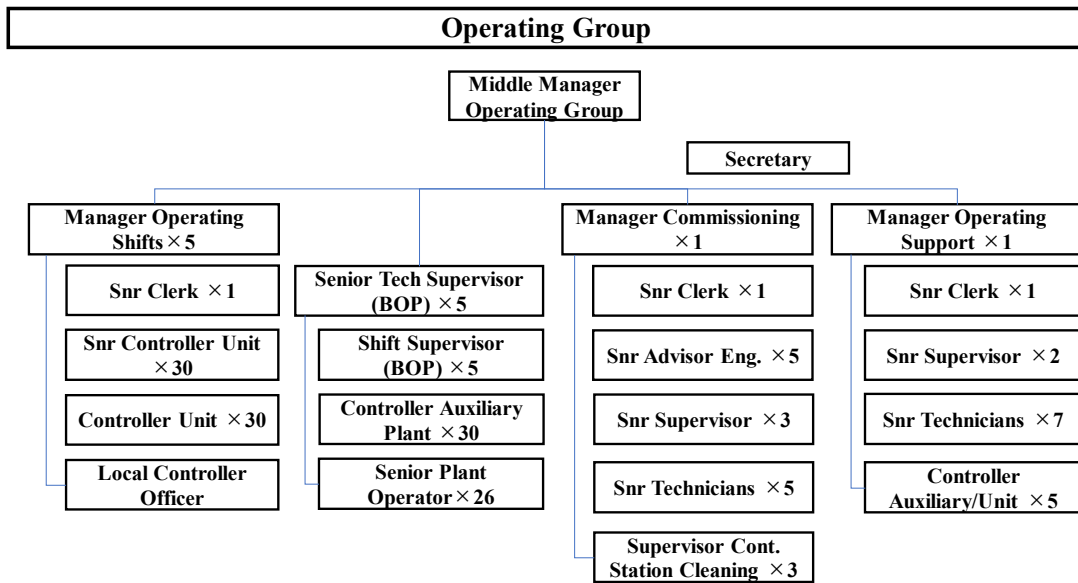 Operating Group
Middle Manager
Operating Group
Secretary
Manager Operating
Shifts ×5
Snr Clerk ×1
Snr Controller Unit
×30
Controller Unit ×30
Local Controller
Officer
Senior Tech Supervisor
(BOP) ×5
Shift Supervisor
(BOP) ×5
Controller Auxiliary
Plant ×30
Senior Plant
Operator×26
Manager Commissioning
×1
Snr Clerk ×1
Snr Advisor Eng. ×5
Snr Supervisor ×3
Snr Technicians ×5
Supervisor Cont.
Station Cleaning ×3
Manager Operating
Support ×1
Snr Clerk ×1
Snr Supervisor ×2
Snr Technicians ×7
Controller
Auxiliary/Unit ×5